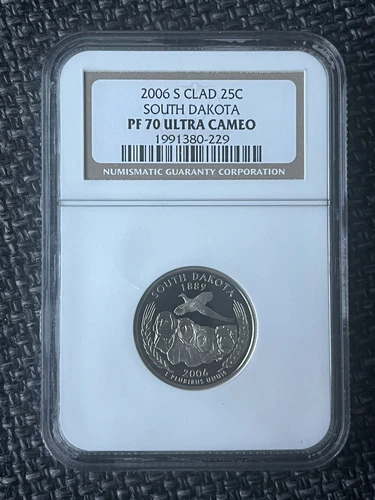 2006 S CLAD 25C
SOUTH DAKOTA
PF 70 ULTRA CAMEO
1991380-229
NUMISMATIC GUARANTY CORPORATION
SOUTH DAKOTA
1889
2006
E PLURIBUS UNUM